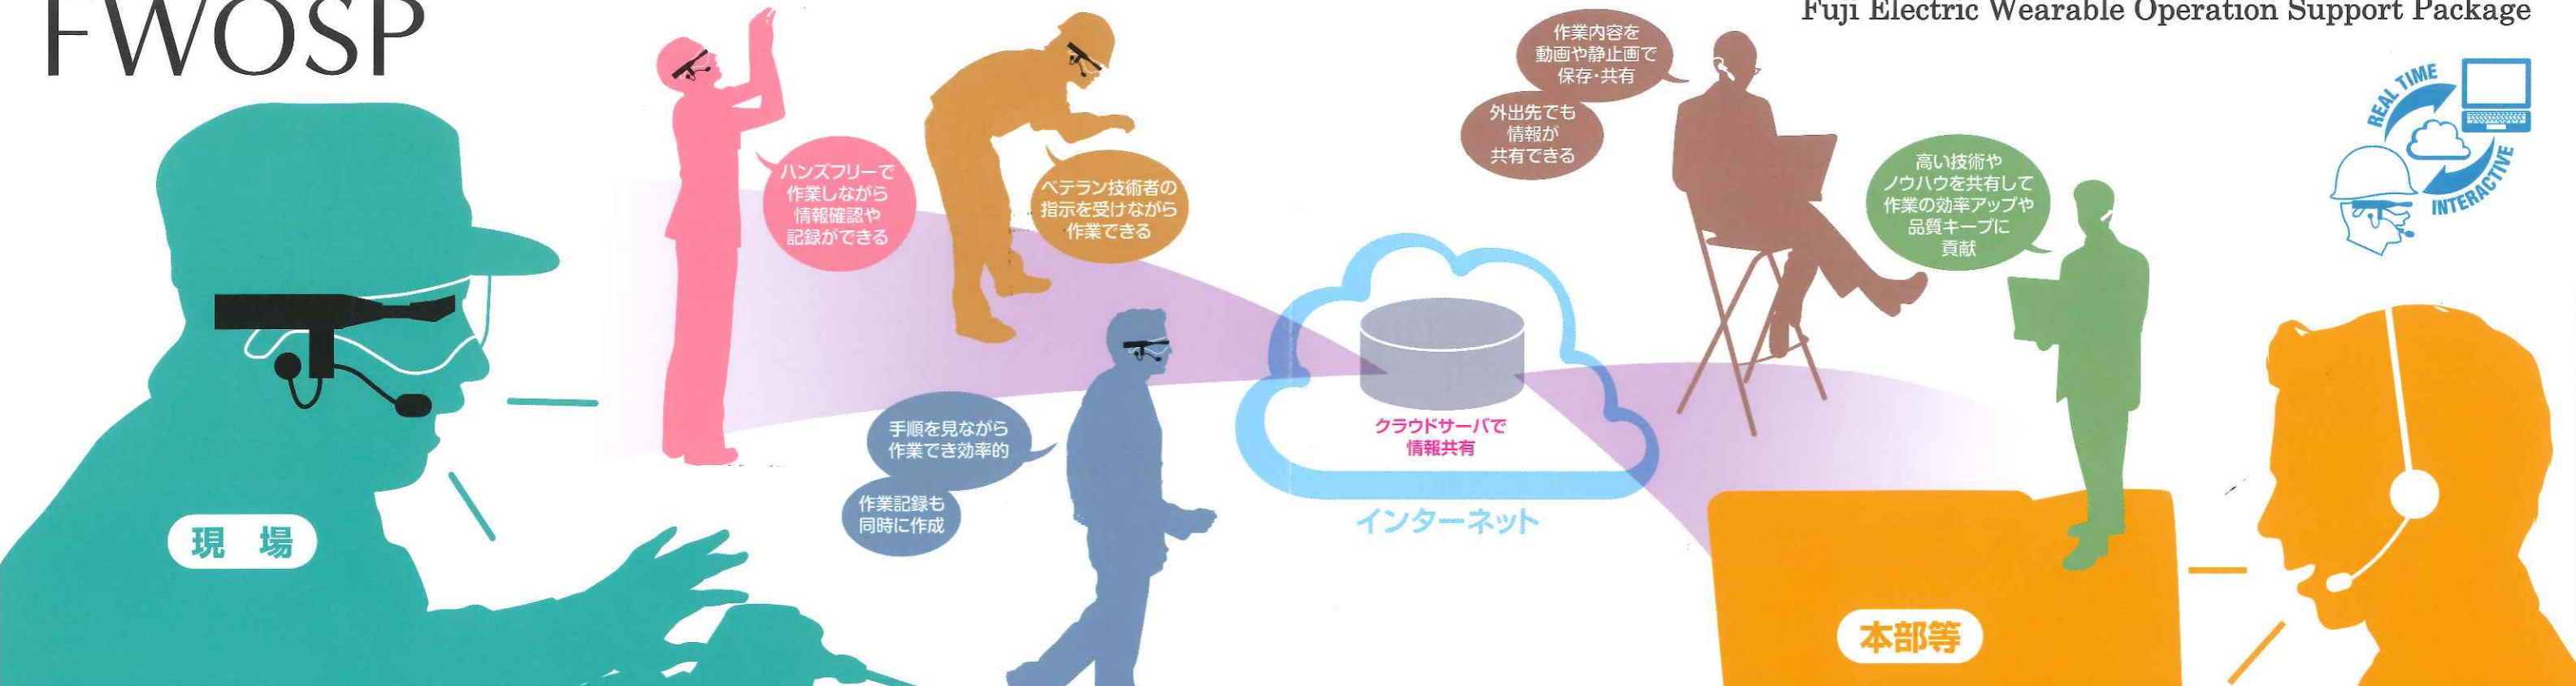 FWOSP
Fuji Electric Wearable Operation Support Package
ハンズフリーで
作業しながら
情報確認や
記録ができる
ベテラン技術者の
指示を受けながら
作業できる
作業内容を
動画や静止画で
保存・共有
外出先でも
情報が
共有できる
高い技術や
ノウハウを共有して
作業の効率アップや
品質キープに
貢献
REAL TIME
INTERACTIVE
手順を見ながら
作業でき効率的
作業記録も
同時に作成
クラウドサーバで
情報共有
インターネット
現 場
本部等